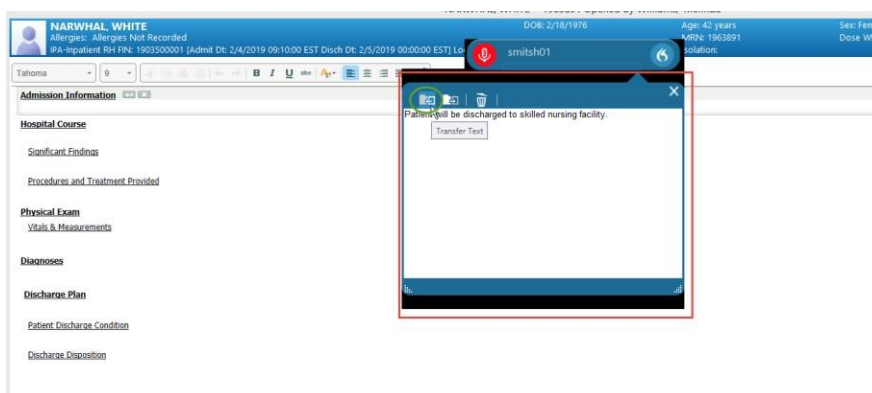 NARWHAL, WHITE
DOB: 2/18/1976
Age: 42 years
Sex: Fem
Allergies: Allergies Not Recorded
MRN: 1963891
Dose W
IPA-Inpatient RH FIN: 1903500001 [Admit Dt: 2/4/2019 09:10:00 EST Disch Dt: 2/5/2019 00:00:00 EST] Lo
solation:
smitsh01
Tahoma
9
B I U abc A
Admission Information
Patient will be discharged to skilled nursing facility.
Transfer Text
Hospital Course
Significant Findings
Procedures and Treatment Provided
Physical Exam
Vitals & Measurements
Diagnoses
Discharge Plan
Patient Discharge Condition
Discharge Disposition